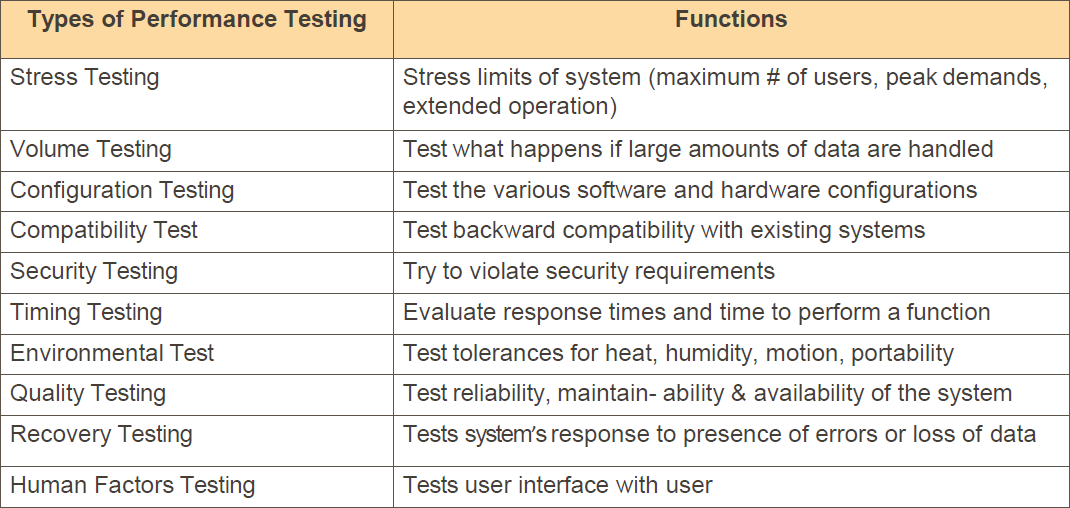 Types of Performance Testing Functions
Stress Testing Stress limits of system (maximum # of users, peak demands,
extended operation)
Volume Testing Test what happens if large amounts of data are handled
Configuration Testing Test the various software and hardware configurations
Compatibility Test Test backward compatibility with existing systems
Security Testing Try to violate security requirements
Timing Testing Evaluate response times and time to perform a function
Environmental Test Test tolerances for heat, humidity, motion, portability
Quality Testing Test reliability, maintain- ability & availability of the system
Recovery Testing Tests system’s response to presence of errors or loss of data
Human Factors Testing Tests user interface with user